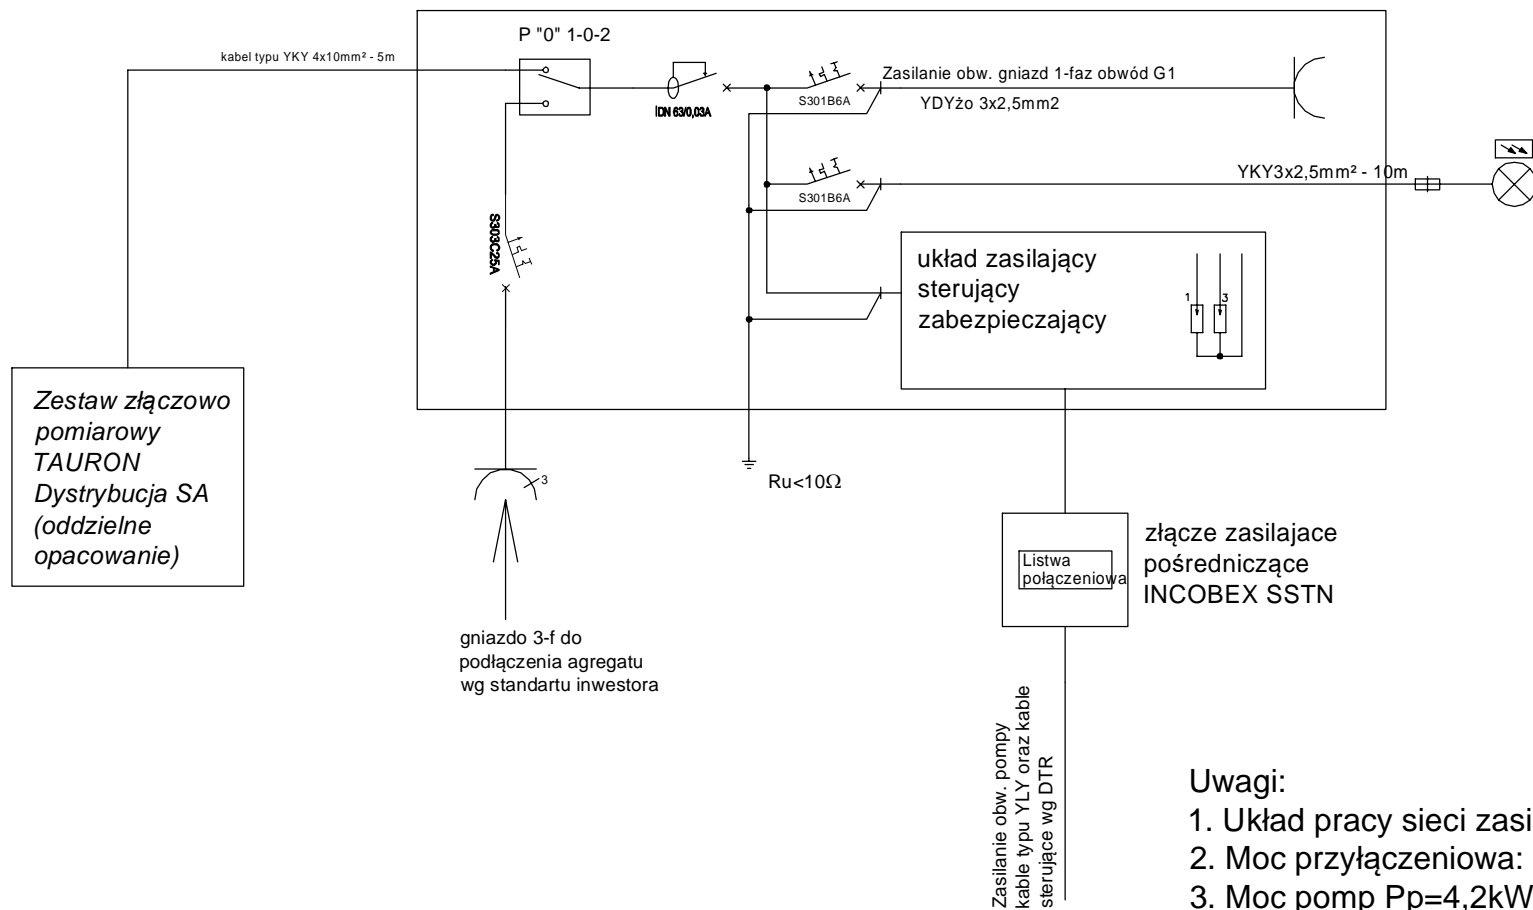 P "0" 1-0-2
kabel typu YKY 4x10mm² - 5m
IDN 63/0,03A
S301B6A
Zasilanie obw. gniazd 1-faz obwód G1
YDYżo 3x2,5mm2
S301B6A
YKY3x2,5mm² - 10m
S303C25A
układ zasilający
sterujący
zabezpieczający
1
3
Zestaw złączowo
pomiarowy
TAURON
Dystrybucja SA
(oddzielne
opacowanie)
3
Ru<10Ω
gniazdo 3-f do
podłączenia agregatu
wg standartu inwestora
Listwa
połączeniowa
złącze zasilajace
pośredniczące
INCOBEX SSTN
Zasilanie obw. pompy
kable typu YLY oraz kable
sterujące wg DTR
Uwagi:
1. Układ pracy sieci zasi
2. Moc przyłączeniowa:
3. Moc pomp Pp=4,2kW